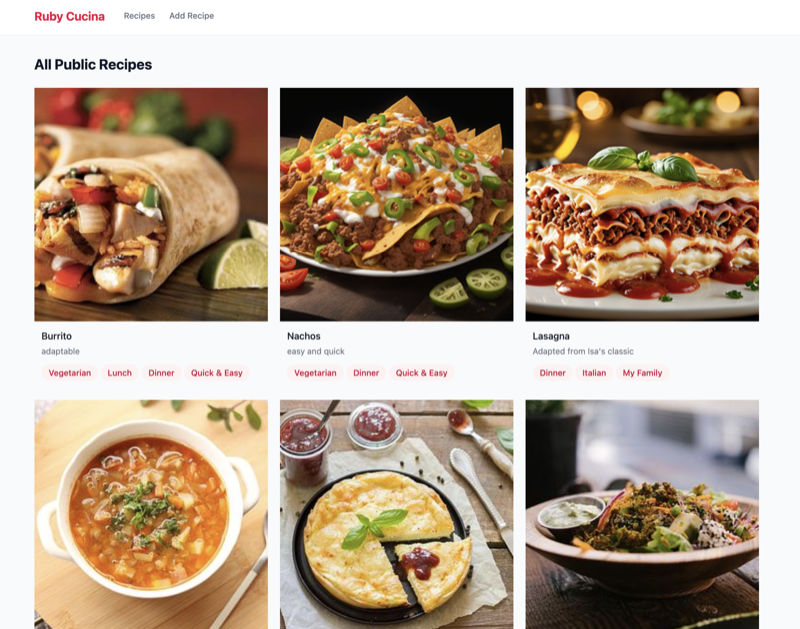 Ruby Cucina Recipes Add Recipe
All Public Recipes
Burrito
adaptable
Vegetarian Lunch Dinner Quick & Easy
Nachos
easy and quick
Vegetarian Dinner Quick & Easy
Lasagna
Adapted from Isa's classic
Dinner Italian My Family